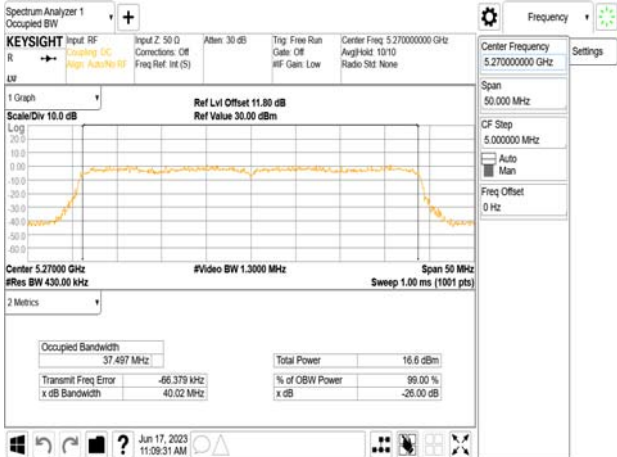 Spectrum Analyzer 1
Occupied BW
Frequency
KEYSIGHT
R
LXI
Input: RF
Coupling: DC
Align: Auto/No RF
Input Z: 50 Ω
Corrections: Off
Freq Ref: Int (S)
Atten: 30 dB
Trig: Free Run
Gate: Off
#IF Gain: Low
Center Freq: 5.270000000 GHz
Avg|Hold: 10/10
Radio Std: None
Center Frequency
5.270000000 GHz
Settings
Span
50.000 MHz
CF Step
5.000000 MHz
Auto
Man
Freq Offset
0 Hz
1 Graph
Scale/Div 10.0 dB
Ref Lvl Offset 11.80 dB
Ref Value 30.00 dBm
Log
20.0
10.0
0.00
-10.0
-20.0
-30.0
-40.0
-50.0
-60.0
Center 5.27000 GHz
#Res BW 430.00 kHz
#Video BW 1.3000 MHz
Span 50 MHz
Sweep 1.00 ms (1001 pts)
2 Metrics
Occupied Bandwidth
37.497 MHz
Total Power 16.6 dBm
Transmit Freq Error -66.379 kHz
% of OBW Power 99.00 %
x dB Bandwidth 40.02 MHz
x dB -26.00 dB
Jun 17, 2023
11:09:31 AM